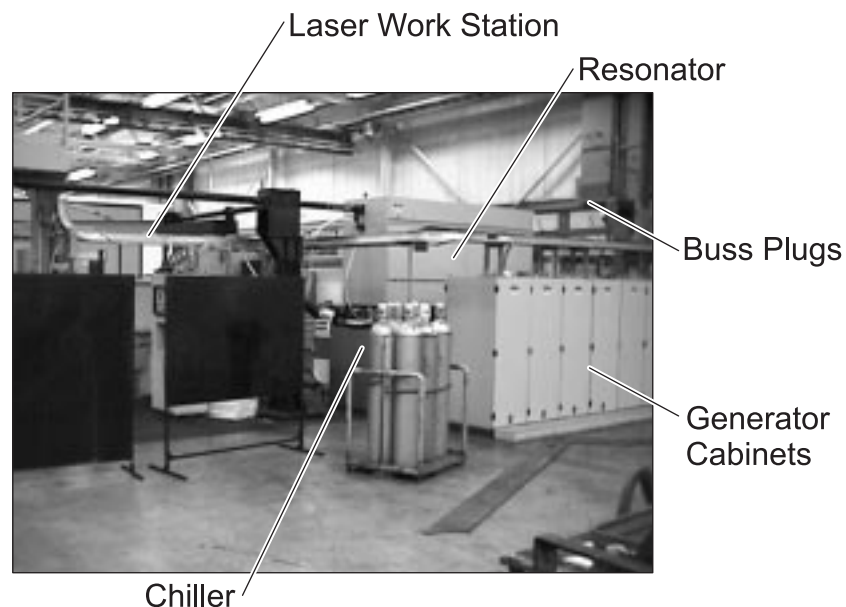 Laser Work Station
Resonator
Buss Plugs
Generator
Cabinets
Chiller